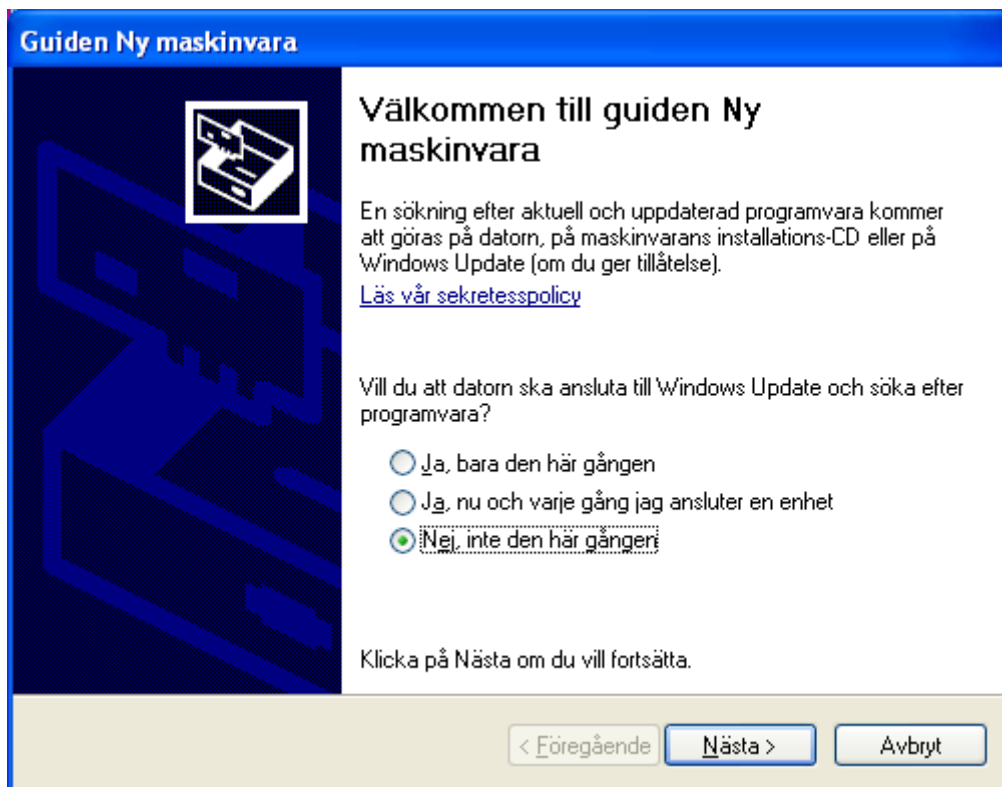 Guiden Ny maskinvara
Välkommen till guiden Ny
maskinvara
En sökning efter aktuell och uppdaterad programvara kommer
att göras på datorn, på maskinvarans installations-CD eller på
Windows Update (om du ger tillåtelse).
Läs vår sekretesspolicy
Vill du att datorn ska ansluta till Windows Update och söka efter
programvara?
Ja, bara den här gången
Ja, nu och varje gång jag ansluter en enhet
Nej, inte den här gången
Klicka på Nästa om du vill fortsätta.
< Föregående Nästa > Avbryt